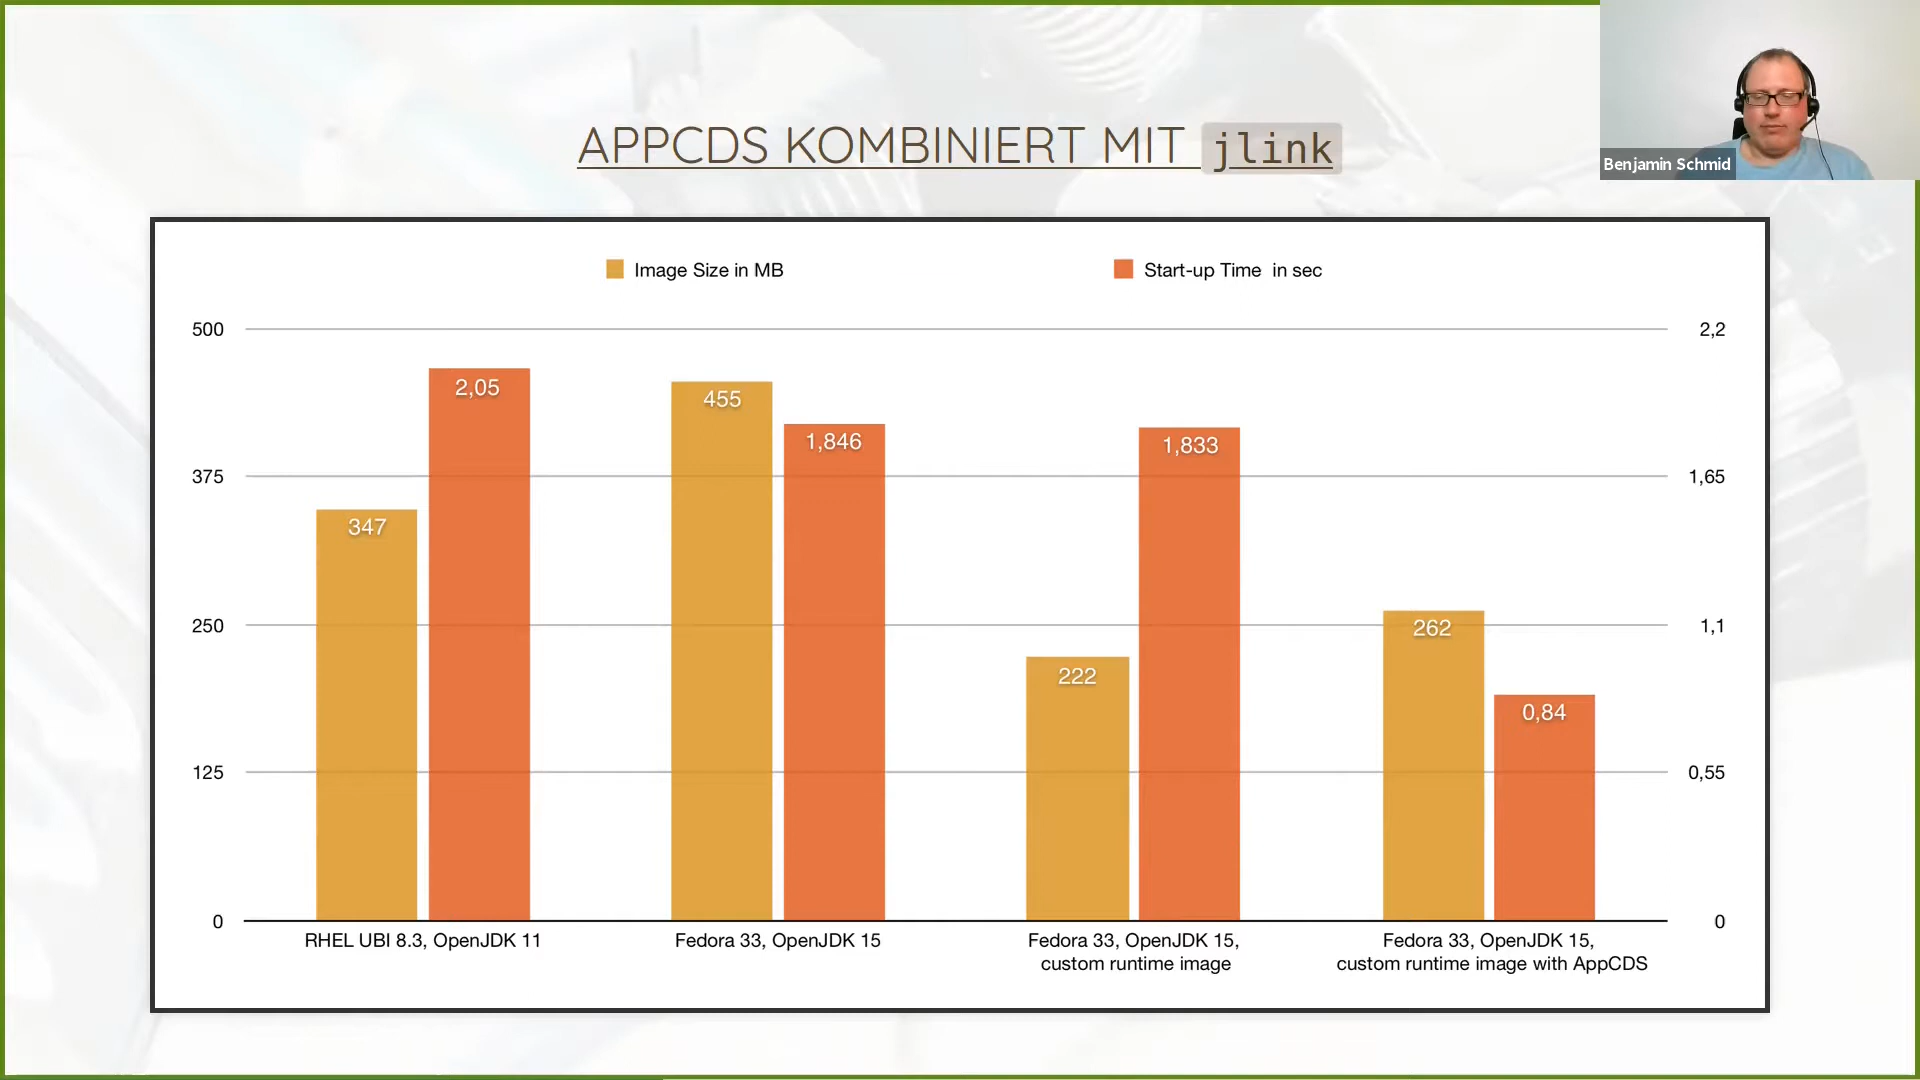 APPCDS KOMBINIERT MIT jlink
Benjamin Schmid
Image Size in MB
Start-up Time in sec
500
375
250
125
0
2,2
1,65
1,1
0,55
0
347
2,05
455
1,846
222
1,833
262
0,84
RHEL UBI 8.3, OpenJDK 11
Fedora 33, OpenJDK 15
Fedora 33, OpenJDK 15,
custom runtime image
Fedora 33, OpenJDK 15,
custom runtime image with AppCDS